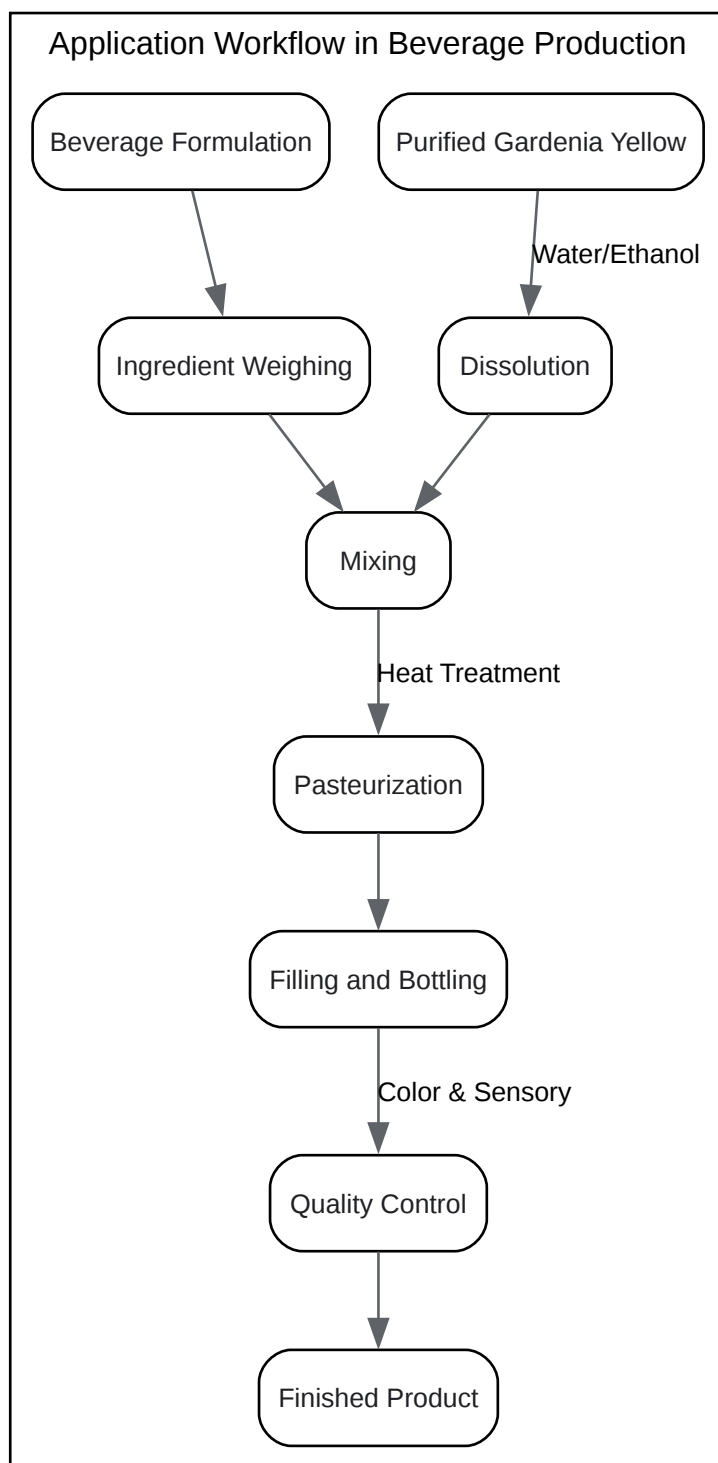 Application Workflow in Beverage Production
Beverage Formulation
Purified Gardenia Yellow
Water/Ethanol
Ingredient Weighing
Dissolution
Mixing
Heat Treatment
Pasteurization
Filling and Bottling
Color & Sensory
Quality Control
Finished Product